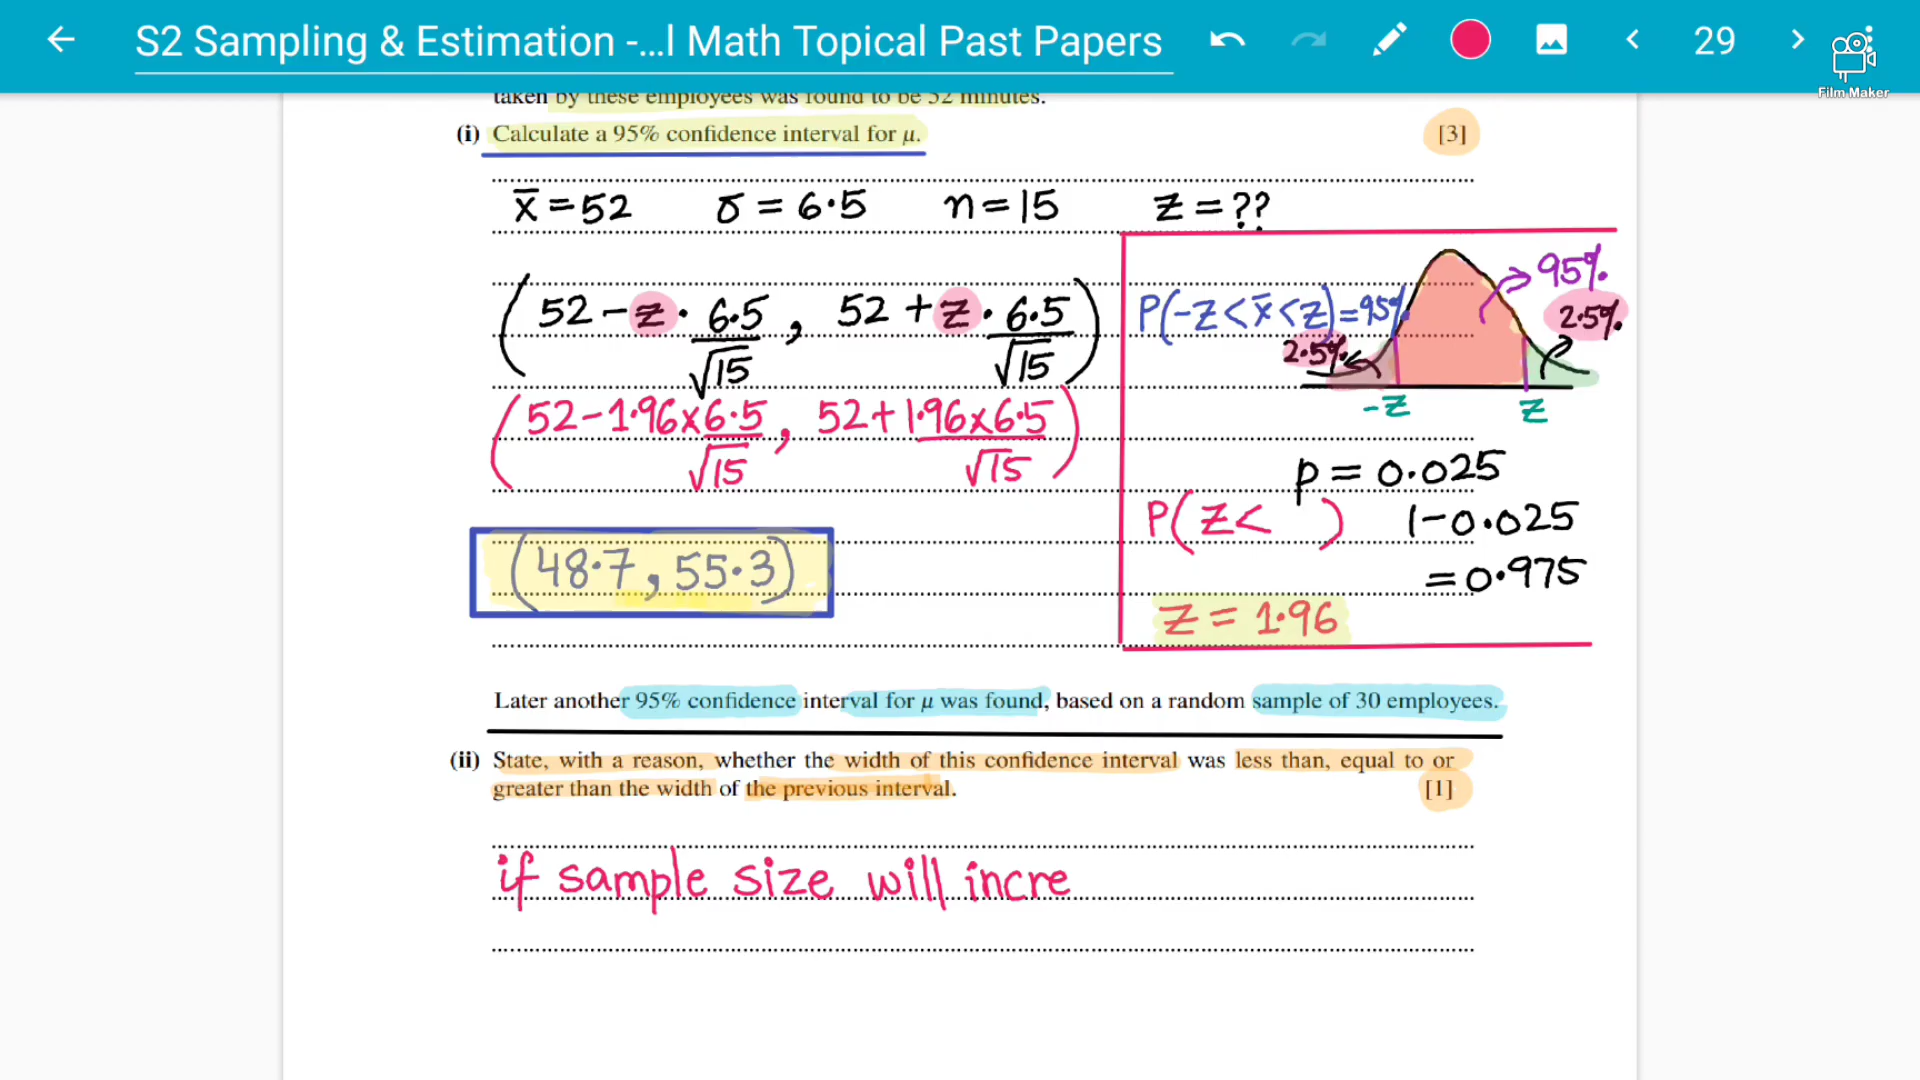 S2 Sampling & Estimation -...l Math Topical Past Papers 29
Film Maker
taken by these employees was found to be 52 minutes.
(i) Calculate a 95% confidence interval for μ. [3]
x̅ = 52 σ = 6.5 n = 15 z = ??
(52 - z · 6.5/√15, 52 + z · 6.5/√15)
(52 - 1.96 x 6.5/√15, 52 + 1.96 x 6.5/√15)
(48.7, 55.3)
95%
P(-z < x̅ < z) = 95%
2.5%
2.5%
-z z
p = 0.025
P(z < ) 1 - 0.025
= 0.975
z = 1.96
Later another 95% confidence interval for μ was found, based on a random sample of 30 employees.
(ii) State, with a reason, whether the width of this confidence interval was less than, equal to or
greater than the width of the previous interval. [1]
if sample size will incre